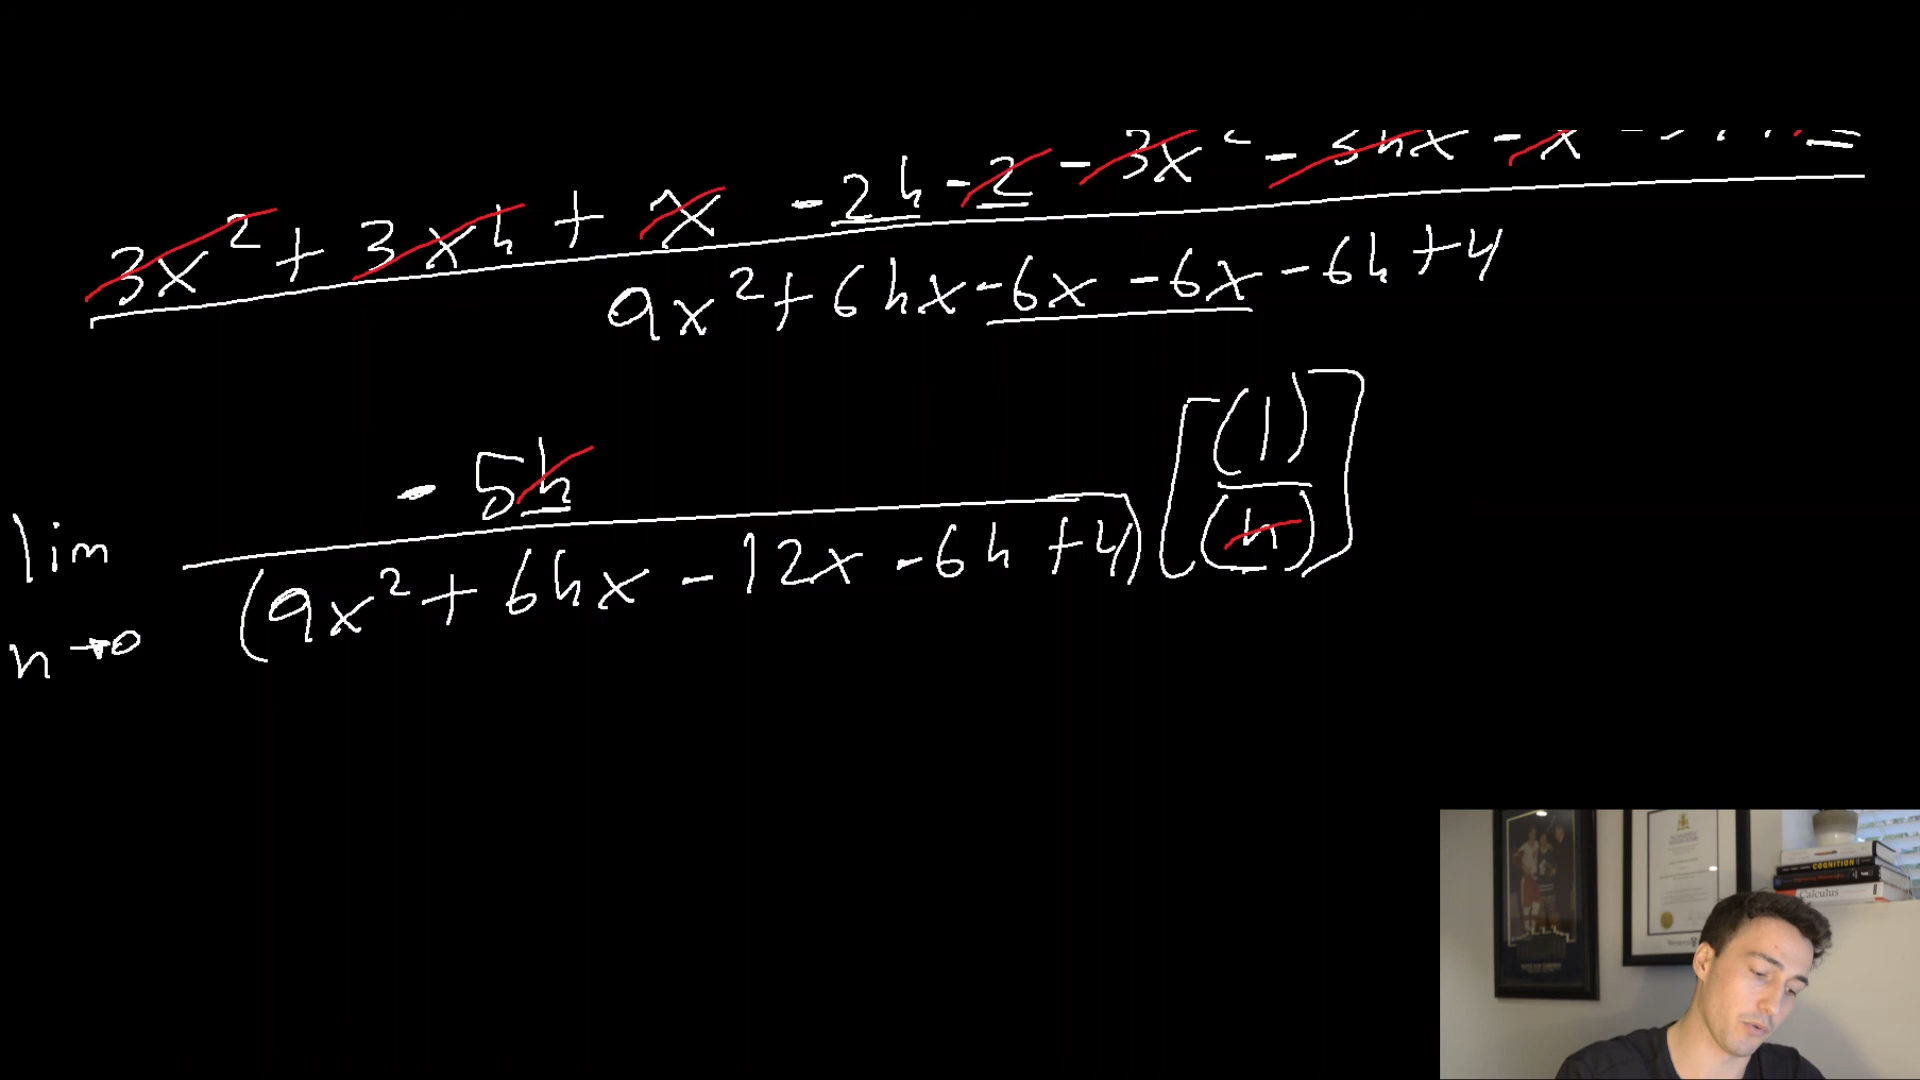 3x² + 3xh + x - 2h - 2 - 3x² - 3hx - x
9x² + 6hx - 6x - 6x - 6h + 4
- 5h
(1)
lim
(9x² + 6hx - 12x - 6h + 4)
(h)
h → 0
COGNITION
Calculus